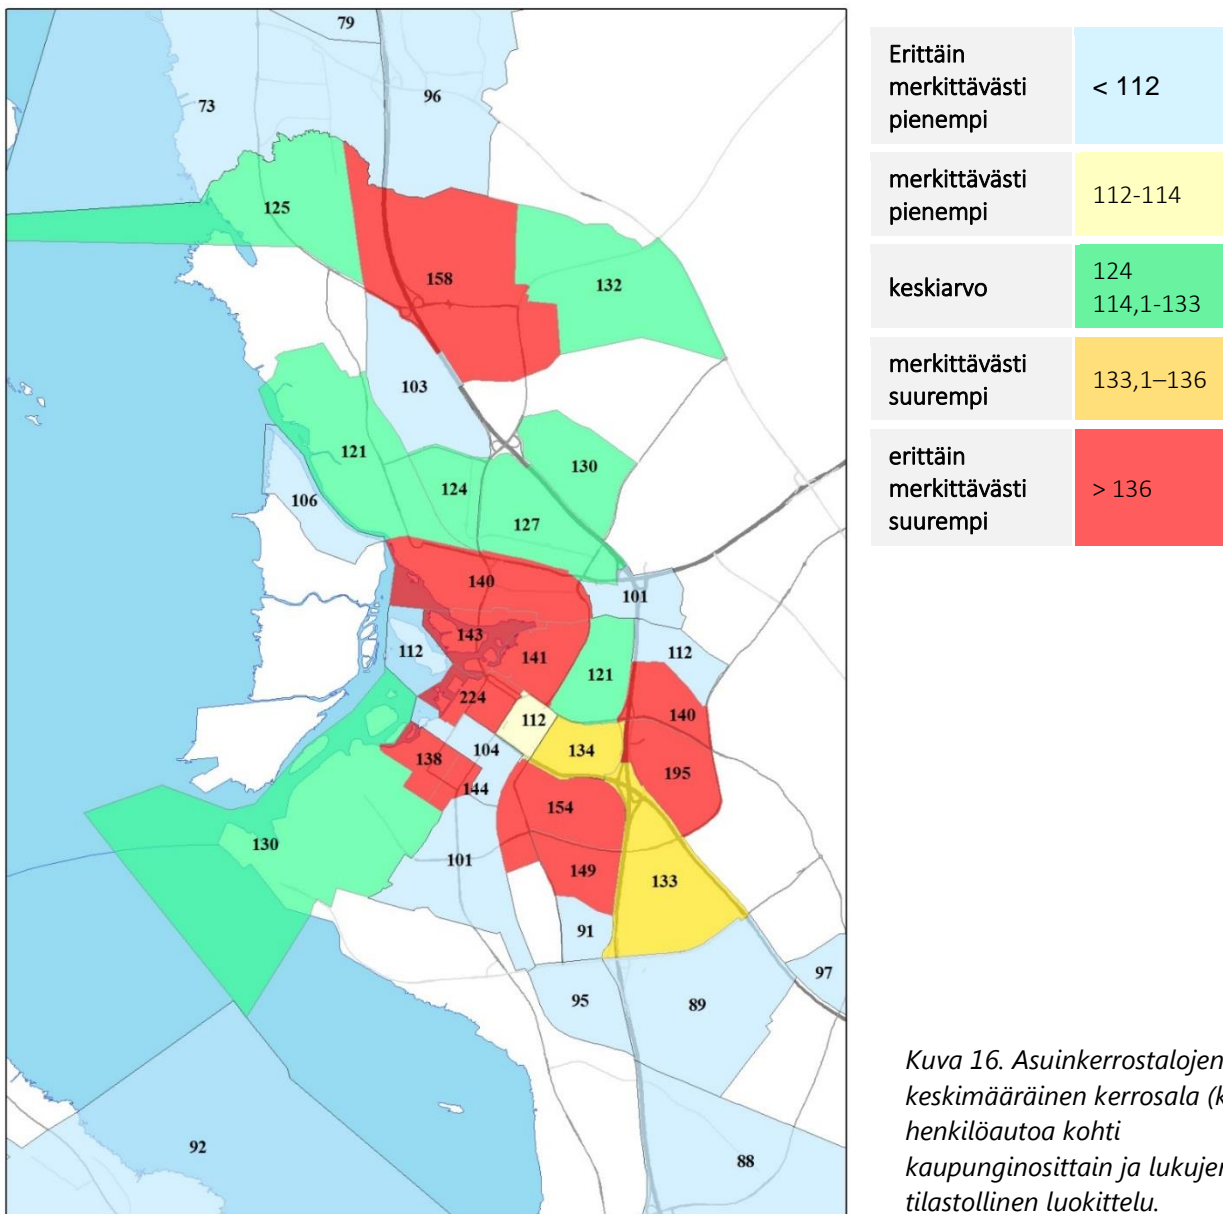 79
73
96
125
158
132
103
121
106
124
130
127
140
101
143
112
141
112
121
224
112
140
104
134
138
144
195
154
130
101
149
133
91
97
95
89
92
88
Erittäin
merkittävästi
pienempi
< 112
merkittävästi
pienempi
112-114
keskiarvo
124
114,1-133
merkittävästi
suurempi
133,1–136
erittäin
merkittävästi
suurempi
> 136
Kuva 16. Asuinkerrostalojen
keskimääräinen kerrosala (k
henkilöautoa kohti
kaupunginosittain ja lukujen
tilastollinen luokittelu.